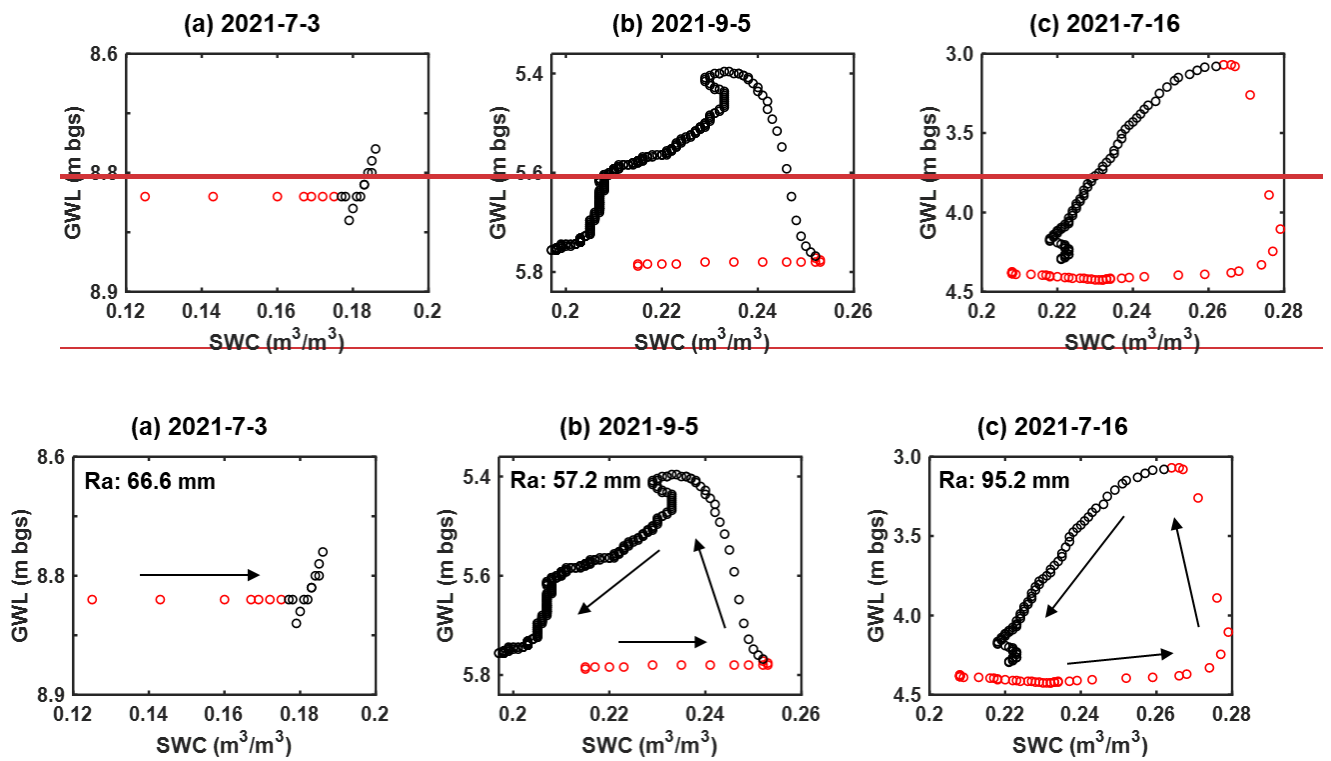 (a) 2021-7-3
8.6
8.8
8.9
GWL (m bgs)
0.12 0.14 0.16 0.18 0.2
SWC (m³/m³)
(b) 2021-9-5
5.4
5.6
5.8
GWL (m bgs)
0.2 0.22 0.24 0.26
SWC (m³/m³)
(c) 2021-7-16
3.0
3.5
4.0
4.5
GWL (m bgs)
0.2 0.22 0.24 0.26 0.28
SWC (m³/m³)
(a) 2021-7-3
Ra: 66.6 mm
8.6
8.8
8.9
GWL (m bgs)
0.12 0.14 0.16 0.18 0.2
SWC (m³/m³)
(b) 2021-9-5
Ra: 57.2 mm
5.4
5.6
5.8
GWL (m bgs)
0.2 0.22 0.24 0.26
SWC (m³/m³)
(c) 2021-7-16
Ra: 95.2 mm
3.0
3.5
4.0
4.5
GWL (m bgs)
0.2 0.22 0.24 0.26 0.28
SWC (m³/m³)